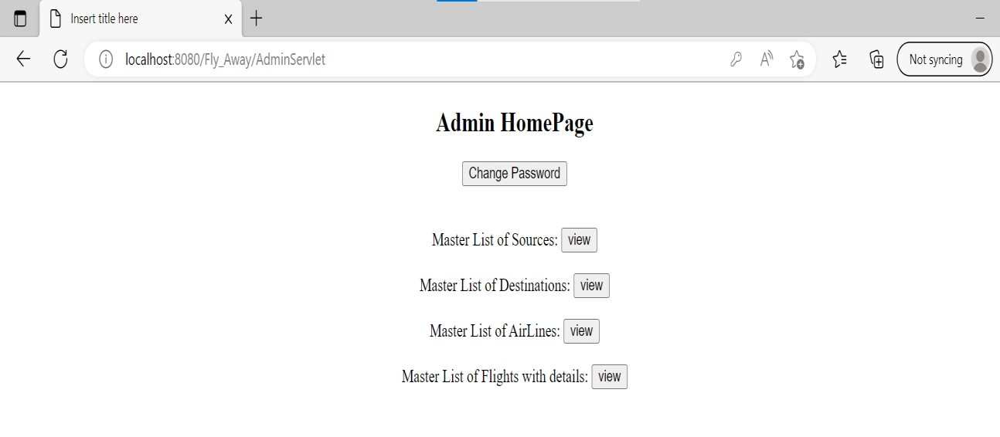 Insert title here
localhost:8080/Fly_Away/AdminServlet
Not syncing
Admin HomePage
Change Password
Master List of Sources: view
Master List of Destinations: view
Master List of AirLines: view
Master List of Flights with details: view